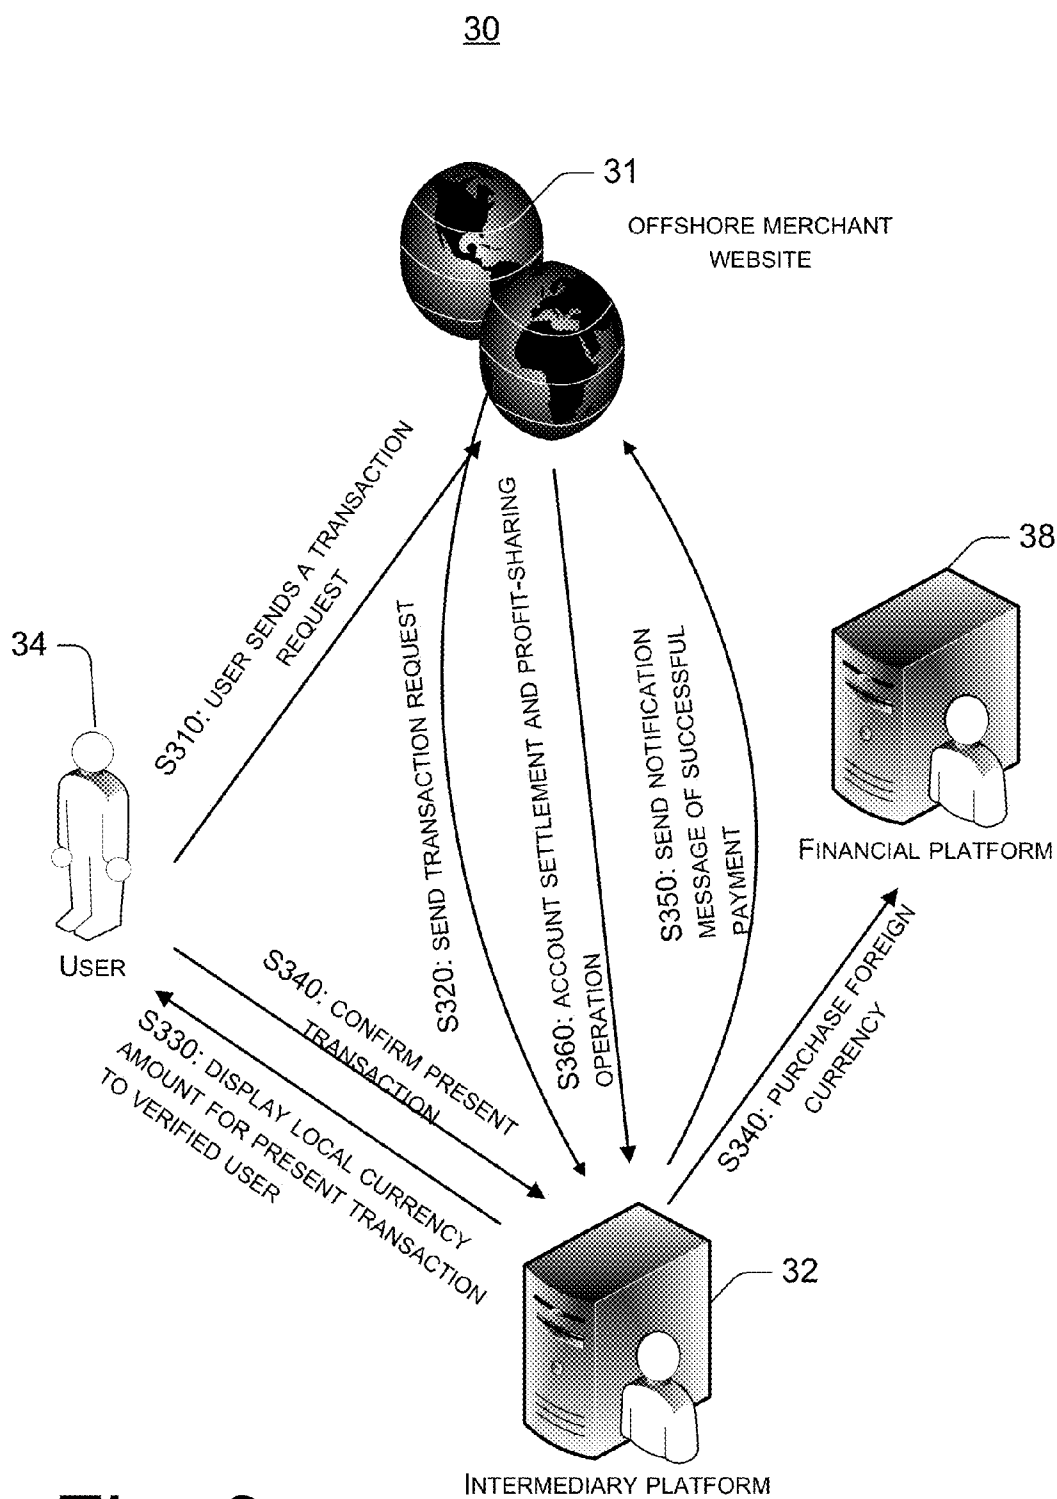 30
31
OFFSHORE MERCHANT
WEBSITE
38
34
S310: USER SENDS A TRANSACTION
REQUEST
S320: SEND TRANSACTION REQUEST
S360: ACCOUNT SETTLEMENT AND PROFIT-SHARING
OPERATION
S350: SEND NOTIFICATION
MESSAGE OF SUCCESSFUL
PAYMENT
FINANCIAL PLATFORM
USER
S340: CONFIRM PRESENT
TRANSACTION
S330: DISPLAY LOCAL CURRENCY
AMOUNT FOR PRESENT TRANSACTION
TO VERIFIED USER
S340: PURCHASE FOREIGN
CURRENCY
32
INTERMEDIARY PLATFORM